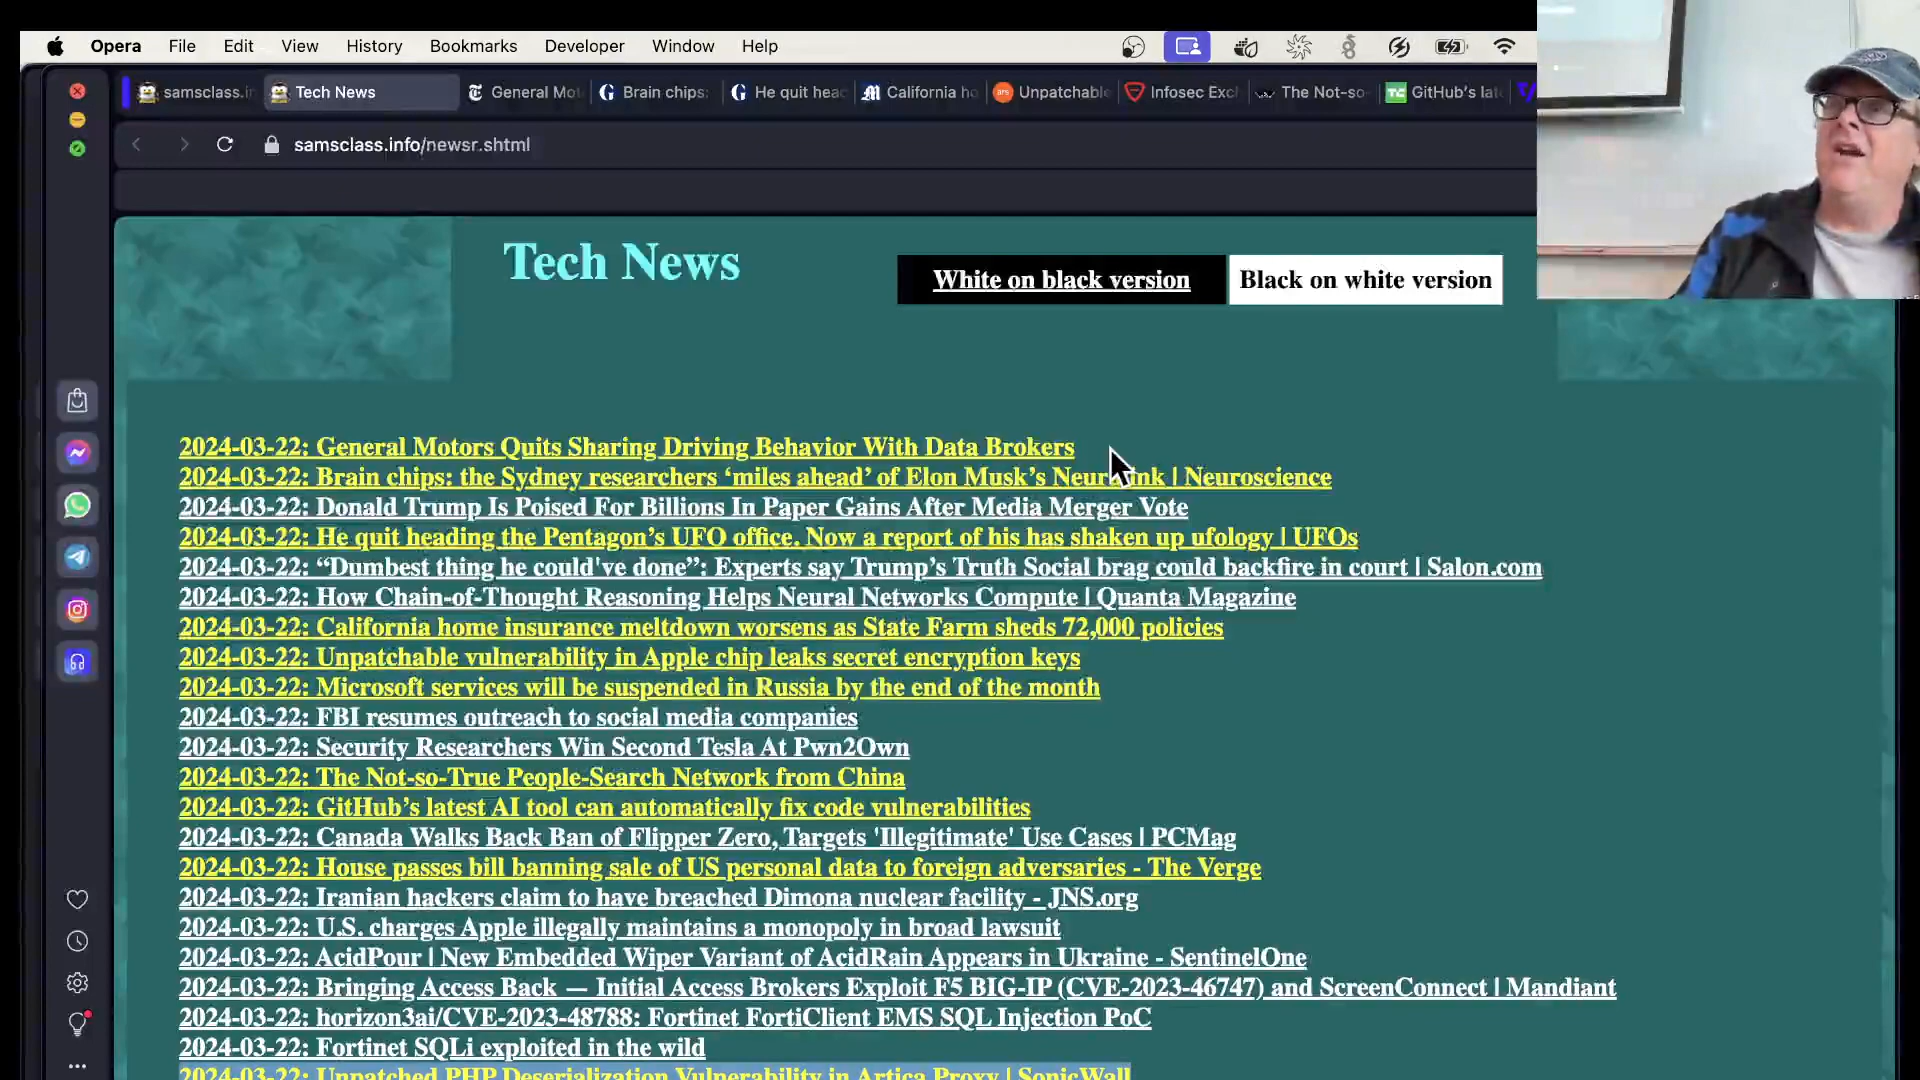 Opera File Edit View History Bookmarks Developer Window Help
samsclass.in Tech News General Mot Brain chips: He quit head California ho Unpatchable Infosec Exch The Not-so- GitHub's late
samsclass.info/newsr.shtml
Tech News
White on black version Black on white version
2024-03-22: General Motors Quits Sharing Driving Behavior With Data Brokers
2024-03-22: Brain chips: the Sydney researchers ‘miles ahead’ of Elon Musk’s Neuralink | Neuroscience
2024-03-22: Donald Trump Is Poised For Billions In Paper Gains After Media Merger Vote
2024-03-22: He quit heading the Pentagon’s UFO office. Now a report of his has shaken up ufology | UFOs
2024-03-22: “Dumbest thing he could've done”: Experts say Trump’s Truth Social brag could backfire in court | Salon.com
2024-03-22: How Chain-of-Thought Reasoning Helps Neural Networks Compute | Quanta Magazine
2024-03-22: California home insurance meltdown worsens as State Farm sheds 72,000 policies
2024-03-22: Unpatchable vulnerability in Apple chip leaks secret encryption keys
2024-03-22: Microsoft services will be suspended in Russia by the end of the month
2024-03-22: FBI resumes outreach to social media companies
2024-03-22: Security Researchers Win Second Tesla At Pwn2Own
2024-03-22: The Not-so-True People-Search Network from China
2024-03-22: GitHub’s latest AI tool can automatically fix code vulnerabilities
2024-03-22: Canada Walks Back Ban of Flipper Zero, Targets 'Illegitimate' Use Cases | PCMag
2024-03-22: House passes bill banning sale of US personal data to foreign adversaries - The Verge
2024-03-22: Iranian hackers claim to have breached Dimona nuclear facility - JNS.org
2024-03-22: U.S. charges Apple illegally maintains a monopoly in broad lawsuit
2024-03-22: AcidPour | New Embedded Wiper Variant of AcidRain Appears in Ukraine - SentinelOne
2024-03-22: Bringing Access Back — Initial Access Brokers Exploit F5 BIG-IP (CVE-2023-46747) and ScreenConnect | Mandiant
2024-03-22: horizon3ai/CVE-2023-48788: Fortinet FortiClient EMS SQL Injection PoC
2024-03-22: Fortinet SQLi exploited in the wild
2024-03-22: Unpatched PHP Deserialization Vulnerability in Artica Proxy | SonicWall